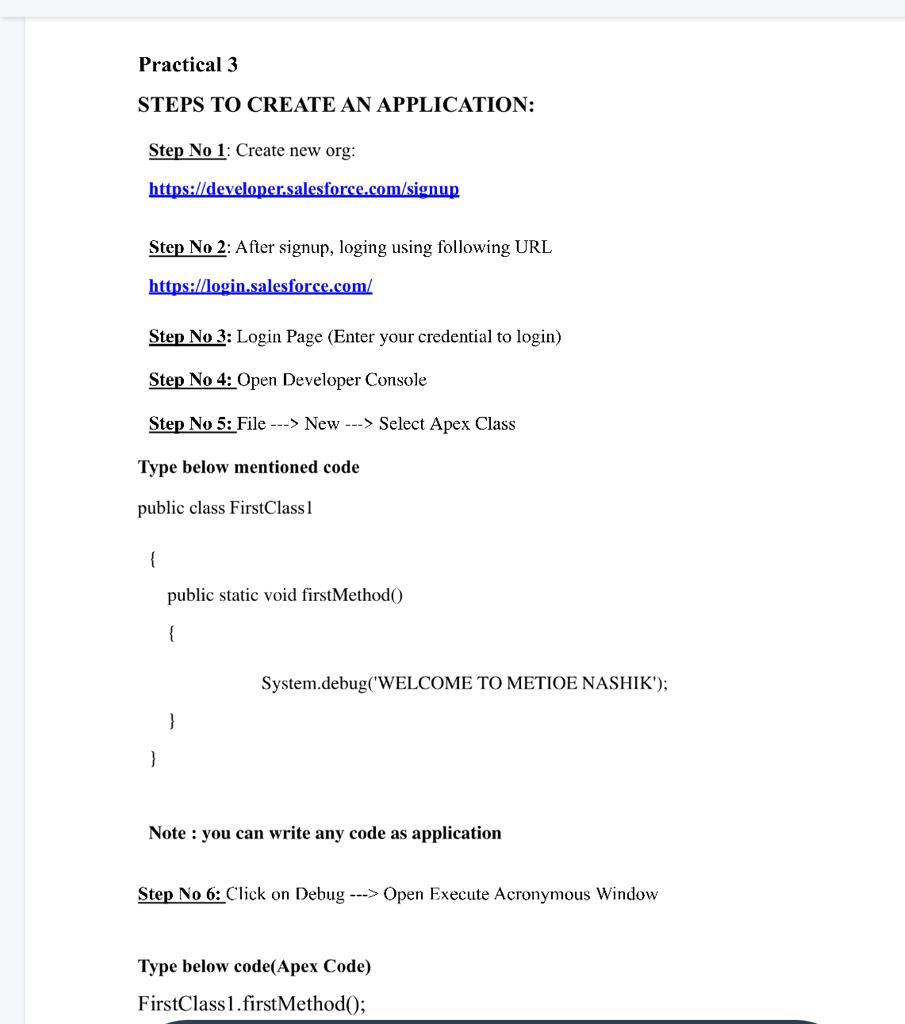 Practical 3
STEPS TO CREATE AN APPLICATION:
Step No 1: Create new org:
https://developer.salesforce.com/signup
Step No 2: After signup, loging using following URL
https://login.salesforce.com/
Step No 3: Login Page (Enter your credential to login)
Step No 4: Open Developer Console
Step No 5: File ---> New ---> Select Apex Class
Type below mentioned code
public class FirstClass1
{
public static void firstMethod()
{
System.debug('WELCOME TO METIOE NASHIK');
}
}
Note : you can write any code as application
Step No 6: Click on Debug ---> Open Execute Acronymous Window
Type below code(Apex Code)
FirstClass1.firstMethod();